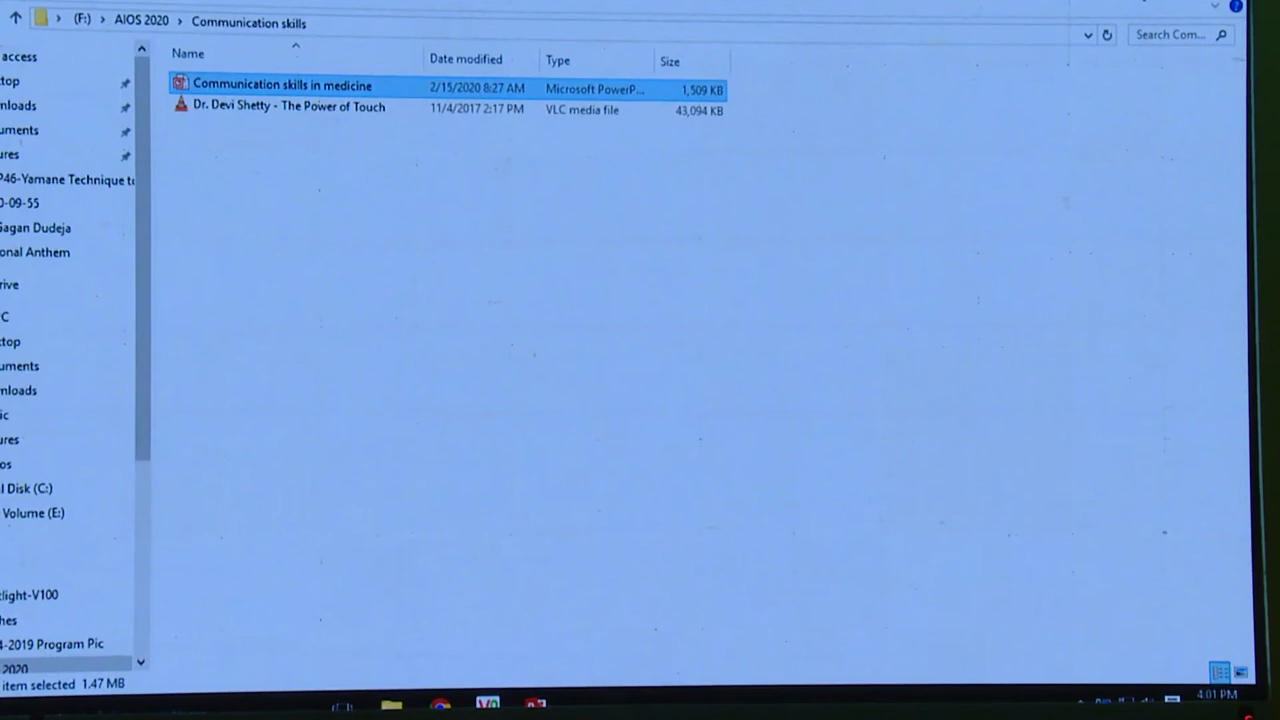 (F:) > AIOS 2020 > Communication skills
Search Com...
Name Date modified Type Size
Communication skills in medicine 2/15/2020 8:27 AM Microsoft PowerP... 1,509 KB
Dr. Devi Shetty - The Power of Touch 11/4/2017 2:17 PM VLC media file 43,094 KB
access
top
nloads
uments
ures
P46-Yamane Technique to
0-09-55
Gagan Dudeja
onal Anthem
rive
C
top
uments
nloads
ic
ures
os
l Disk (C:)
Volume (E:)
light-V100
hes
4-2019 Program Pic
2020
item selected 1.47 MB
4:01 PM